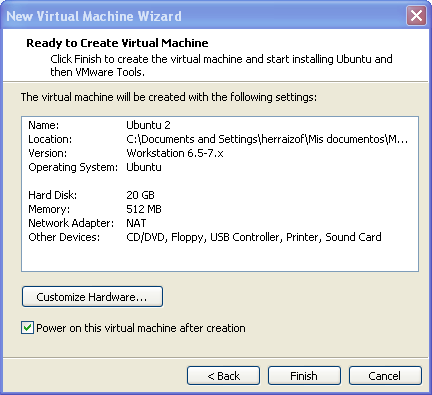 New Virtual Machine Wizard
Ready to Create Virtual Machine
Click Finish to create the virtual machine and start installing Ubuntu and
then VMware Tools.
The virtual machine will be created with the following settings:
Name: Ubuntu 2
Location: C:\Documents and Settings\herraizof\Mis documentos\M...
Version: Workstation 6.5-7.x
Operating System: Ubuntu
Hard Disk: 20 GB
Memory: 512 MB
Network Adapter: NAT
Other Devices: CD/DVD, Floppy, USB Controller, Printer, Sound Card
Customize Hardware...
Power on this virtual machine after creation
< Back Finish Cancel